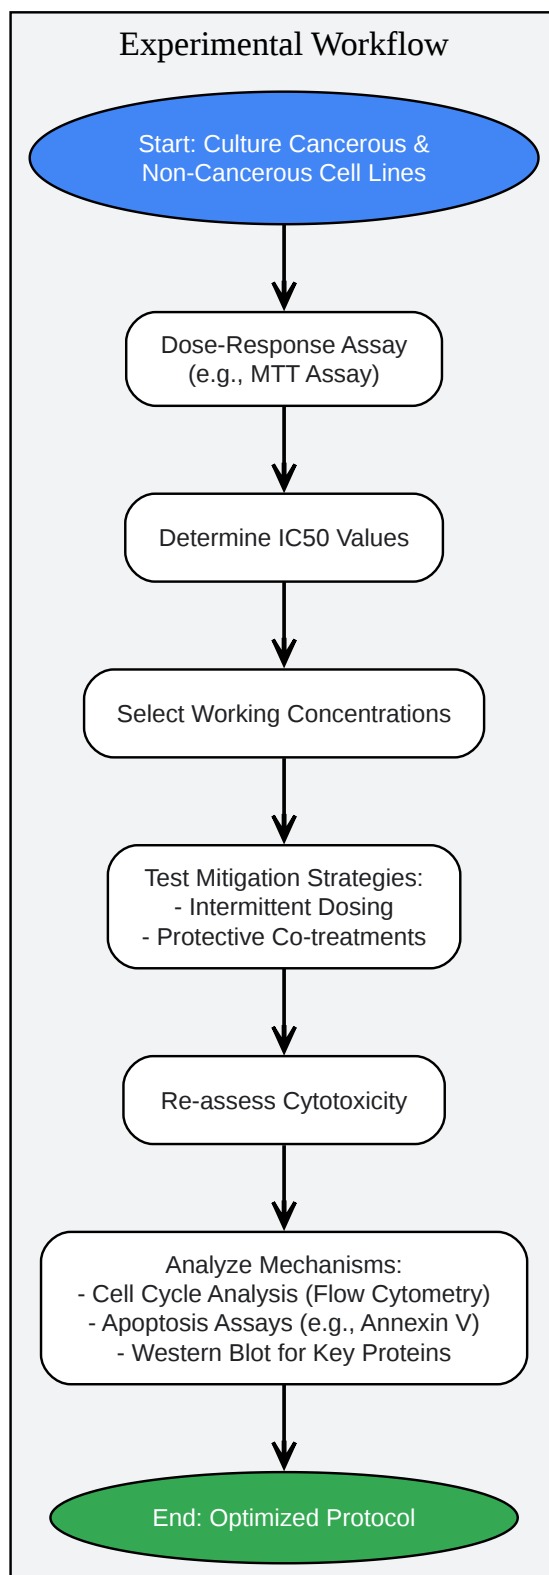 Experimental Workflow
Start: Culture Cancerous &
Non-Cancerous Cell Lines
Dose-Response Assay
(e.g., MTT Assay)
Determine IC50 Values
Select Working Concentrations
Test Mitigation Strategies:
- Intermittent Dosing
- Protective Co-treatments
Re-assess Cytotoxicity
Analyze Mechanisms:
- Cell Cycle Analysis (Flow Cytometry)
- Apoptosis Assays (e.g., Annexin V)
- Western Blot for Key Proteins
End: Optimized Protocol